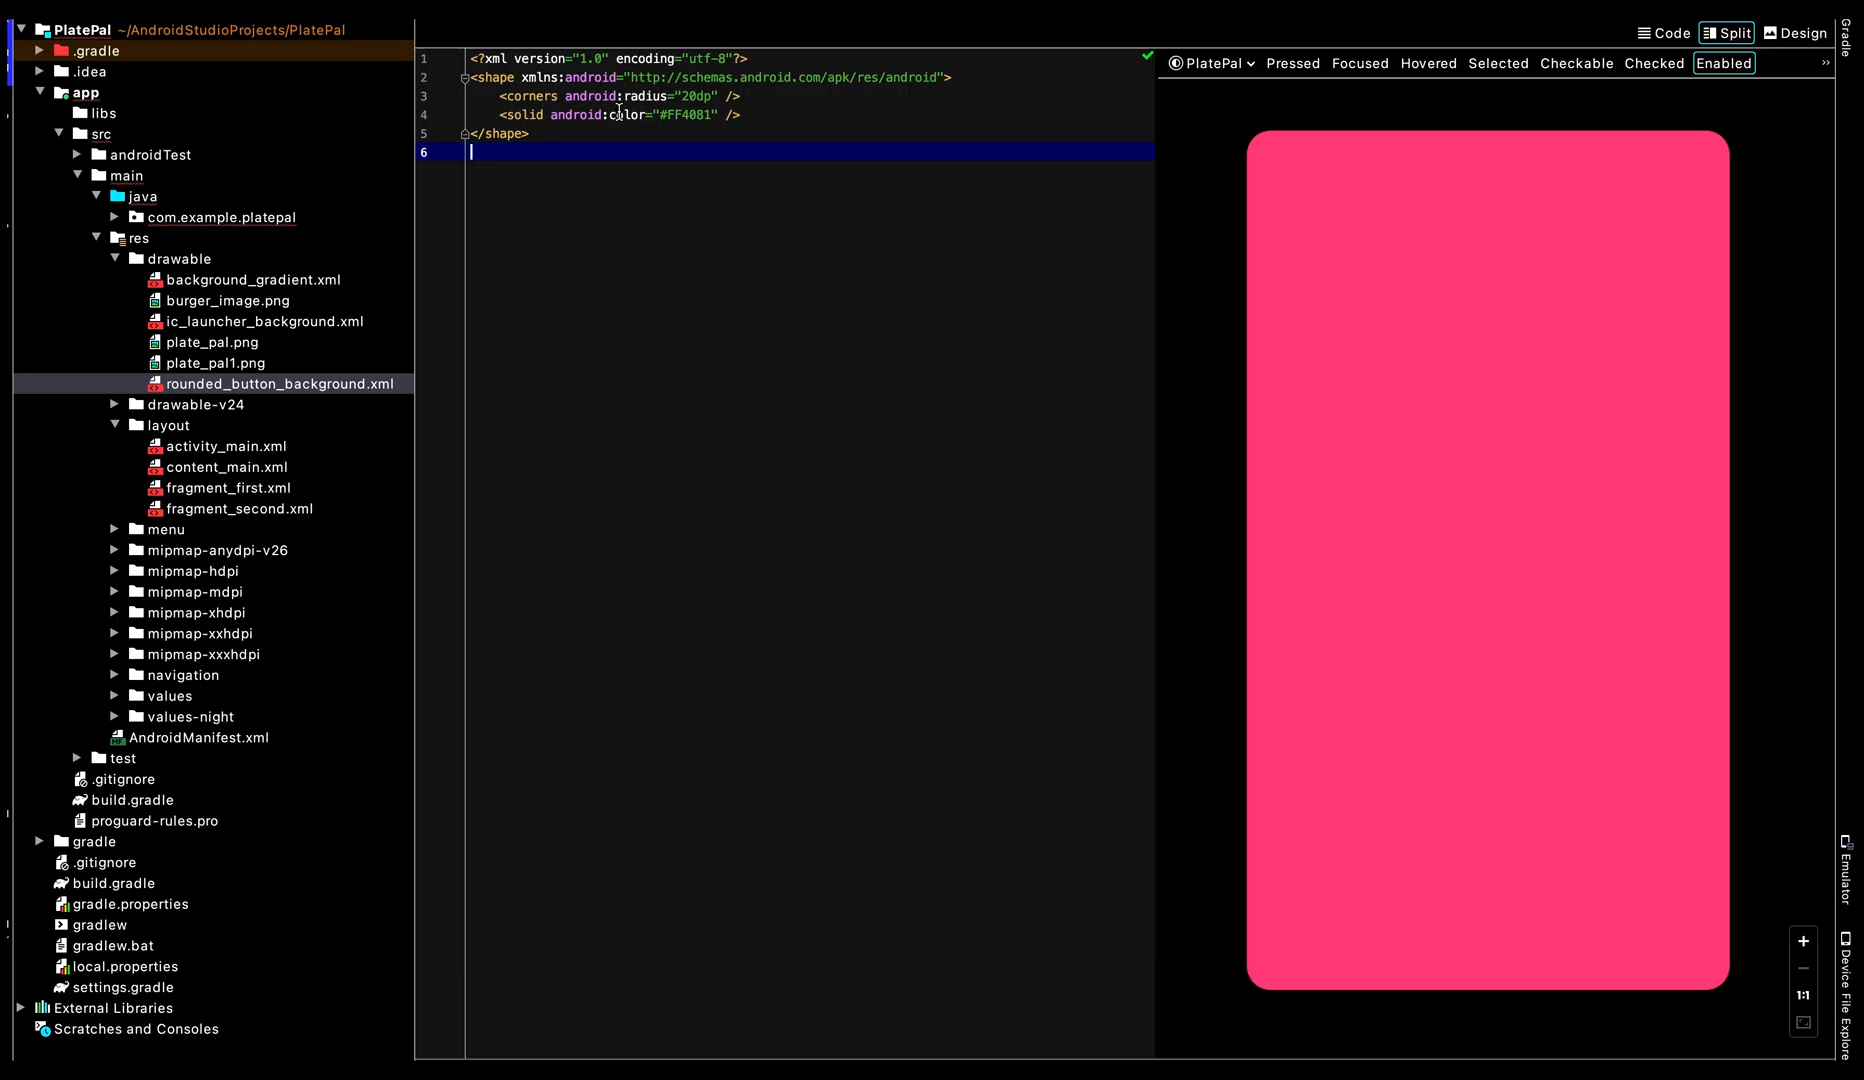 PlatePal ~/AndroidStudioProjects/PlatePal
.gradle
.idea
app
libs
src
androidTest
main
java
com.example.platepal
res
drawable
background_gradient.xml
burger_image.png
ic_launcher_background.xml
plate_pal.png
plate_pal1.png
rounded_button_background.xml
drawable-v24
layout
activity_main.xml
content_main.xml
fragment_first.xml
fragment_second.xml
menu
mipmap-anydpi-v26
mipmap-hdpi
mipmap-mdpi
mipmap-xhdpi
mipmap-xxhdpi
mipmap-xxxhdpi
navigation
values
values-night
AndroidManifest.xml
test
.gitignore
build.gradle
proguard-rules.pro
gradle
.gitignore
build.gradle
gradle.properties
gradlew
gradlew.bat
local.properties
settings.gradle
External Libraries
Scratches and Consoles
1 <?xml version="1.0" encoding="utf-8"?>
2 <shape xmlns:android="http://schemas.android.com/apk/res/android">
3 <corners android:radius="20dp" />
4 <solid android:color="#FF4081" />
5 </shape>
6
Code Split Design
PlatePal Pressed Focused Hovered Selected Checkable Checked Enabled »
+
−
1:1
Gradle
Emulator
Device File Explore